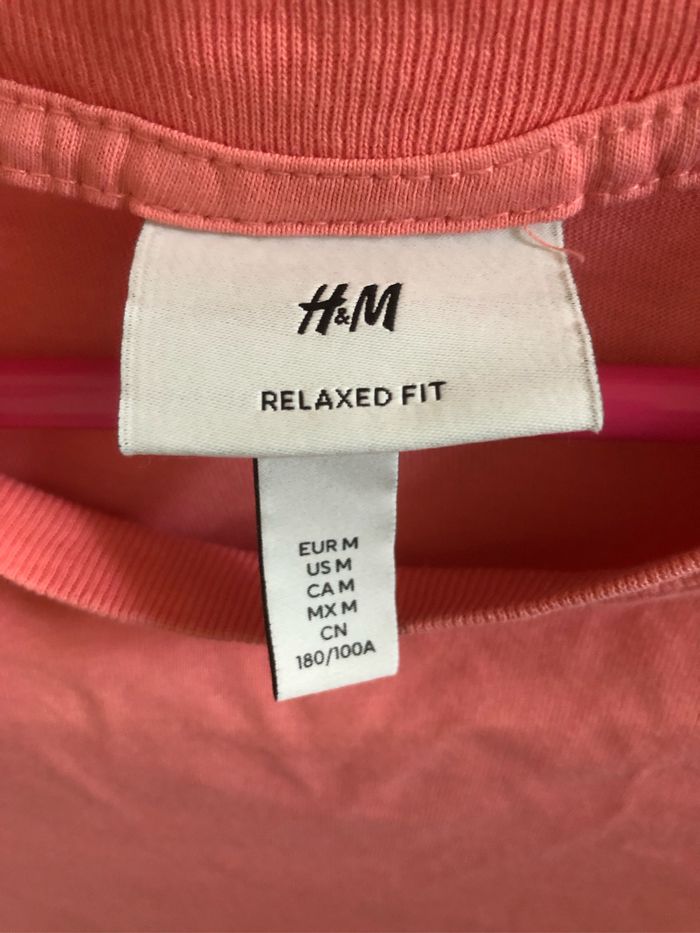 H&M
RELAXED FIT
EUR M
US M
CA M
MX M
CN
180/100A